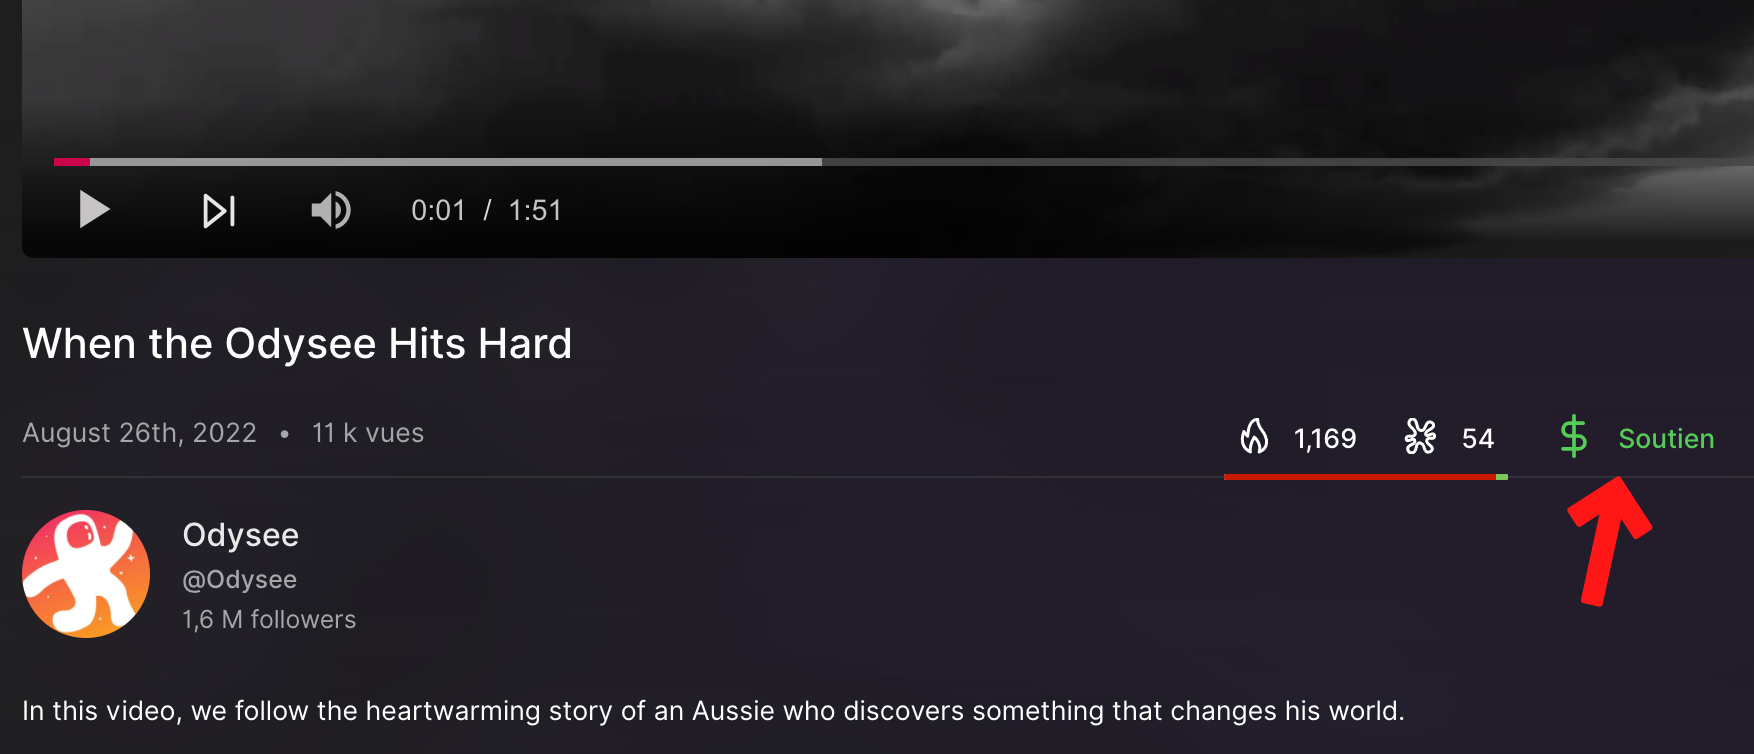 0:01 / 1:51
When the Odysee Hits Hard
August 26th, 2022 • 11 k vues
1,169 54 $ Soutien
Odysee
@Odysee
1,6 M followers
In this video, we follow the heartwarming story of an Aussie who discovers something that changes his world.